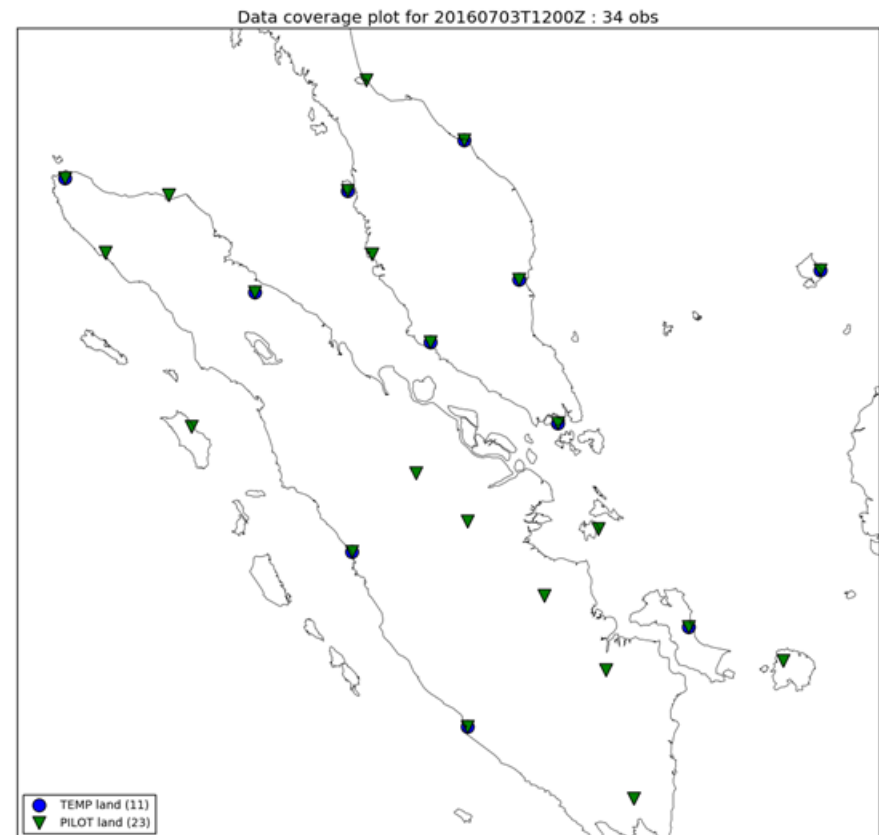 Data coverage plot for 20160703T1200Z : 34 obs
TEMP land (11)
PILOT land (23)